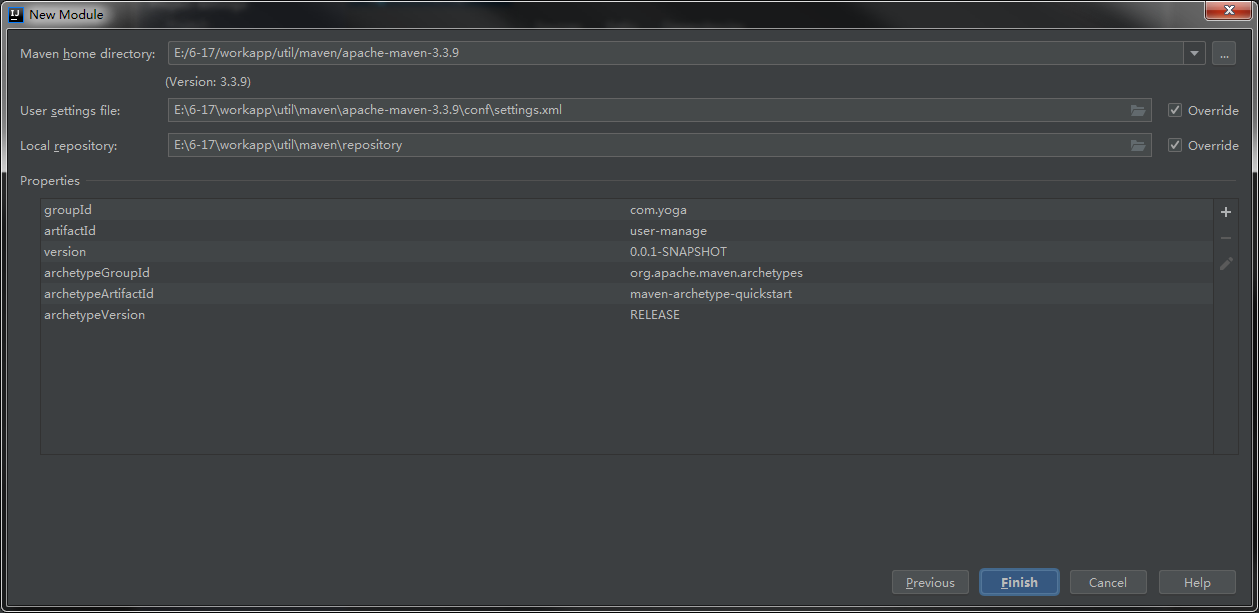 New Module
Maven home directory: E:/6-17/workapp/util/maven/apache-maven-3.3.9 ...
(Version: 3.3.9)
User settings file: E:\6-17\workapp\util\maven\apache-maven-3.3.9\conf\settings.xml Override
Local repository: E:\6-17\workapp\util\maven\repository Override
Properties
groupId com.yoga
artifactId user-manage
version 0.0.1-SNAPSHOT
archetypeGroupId org.apache.maven.archetypes
archetypeArtifactId maven-archetype-quickstart
archetypeVersion RELEASE
Previous Finish Cancel Help